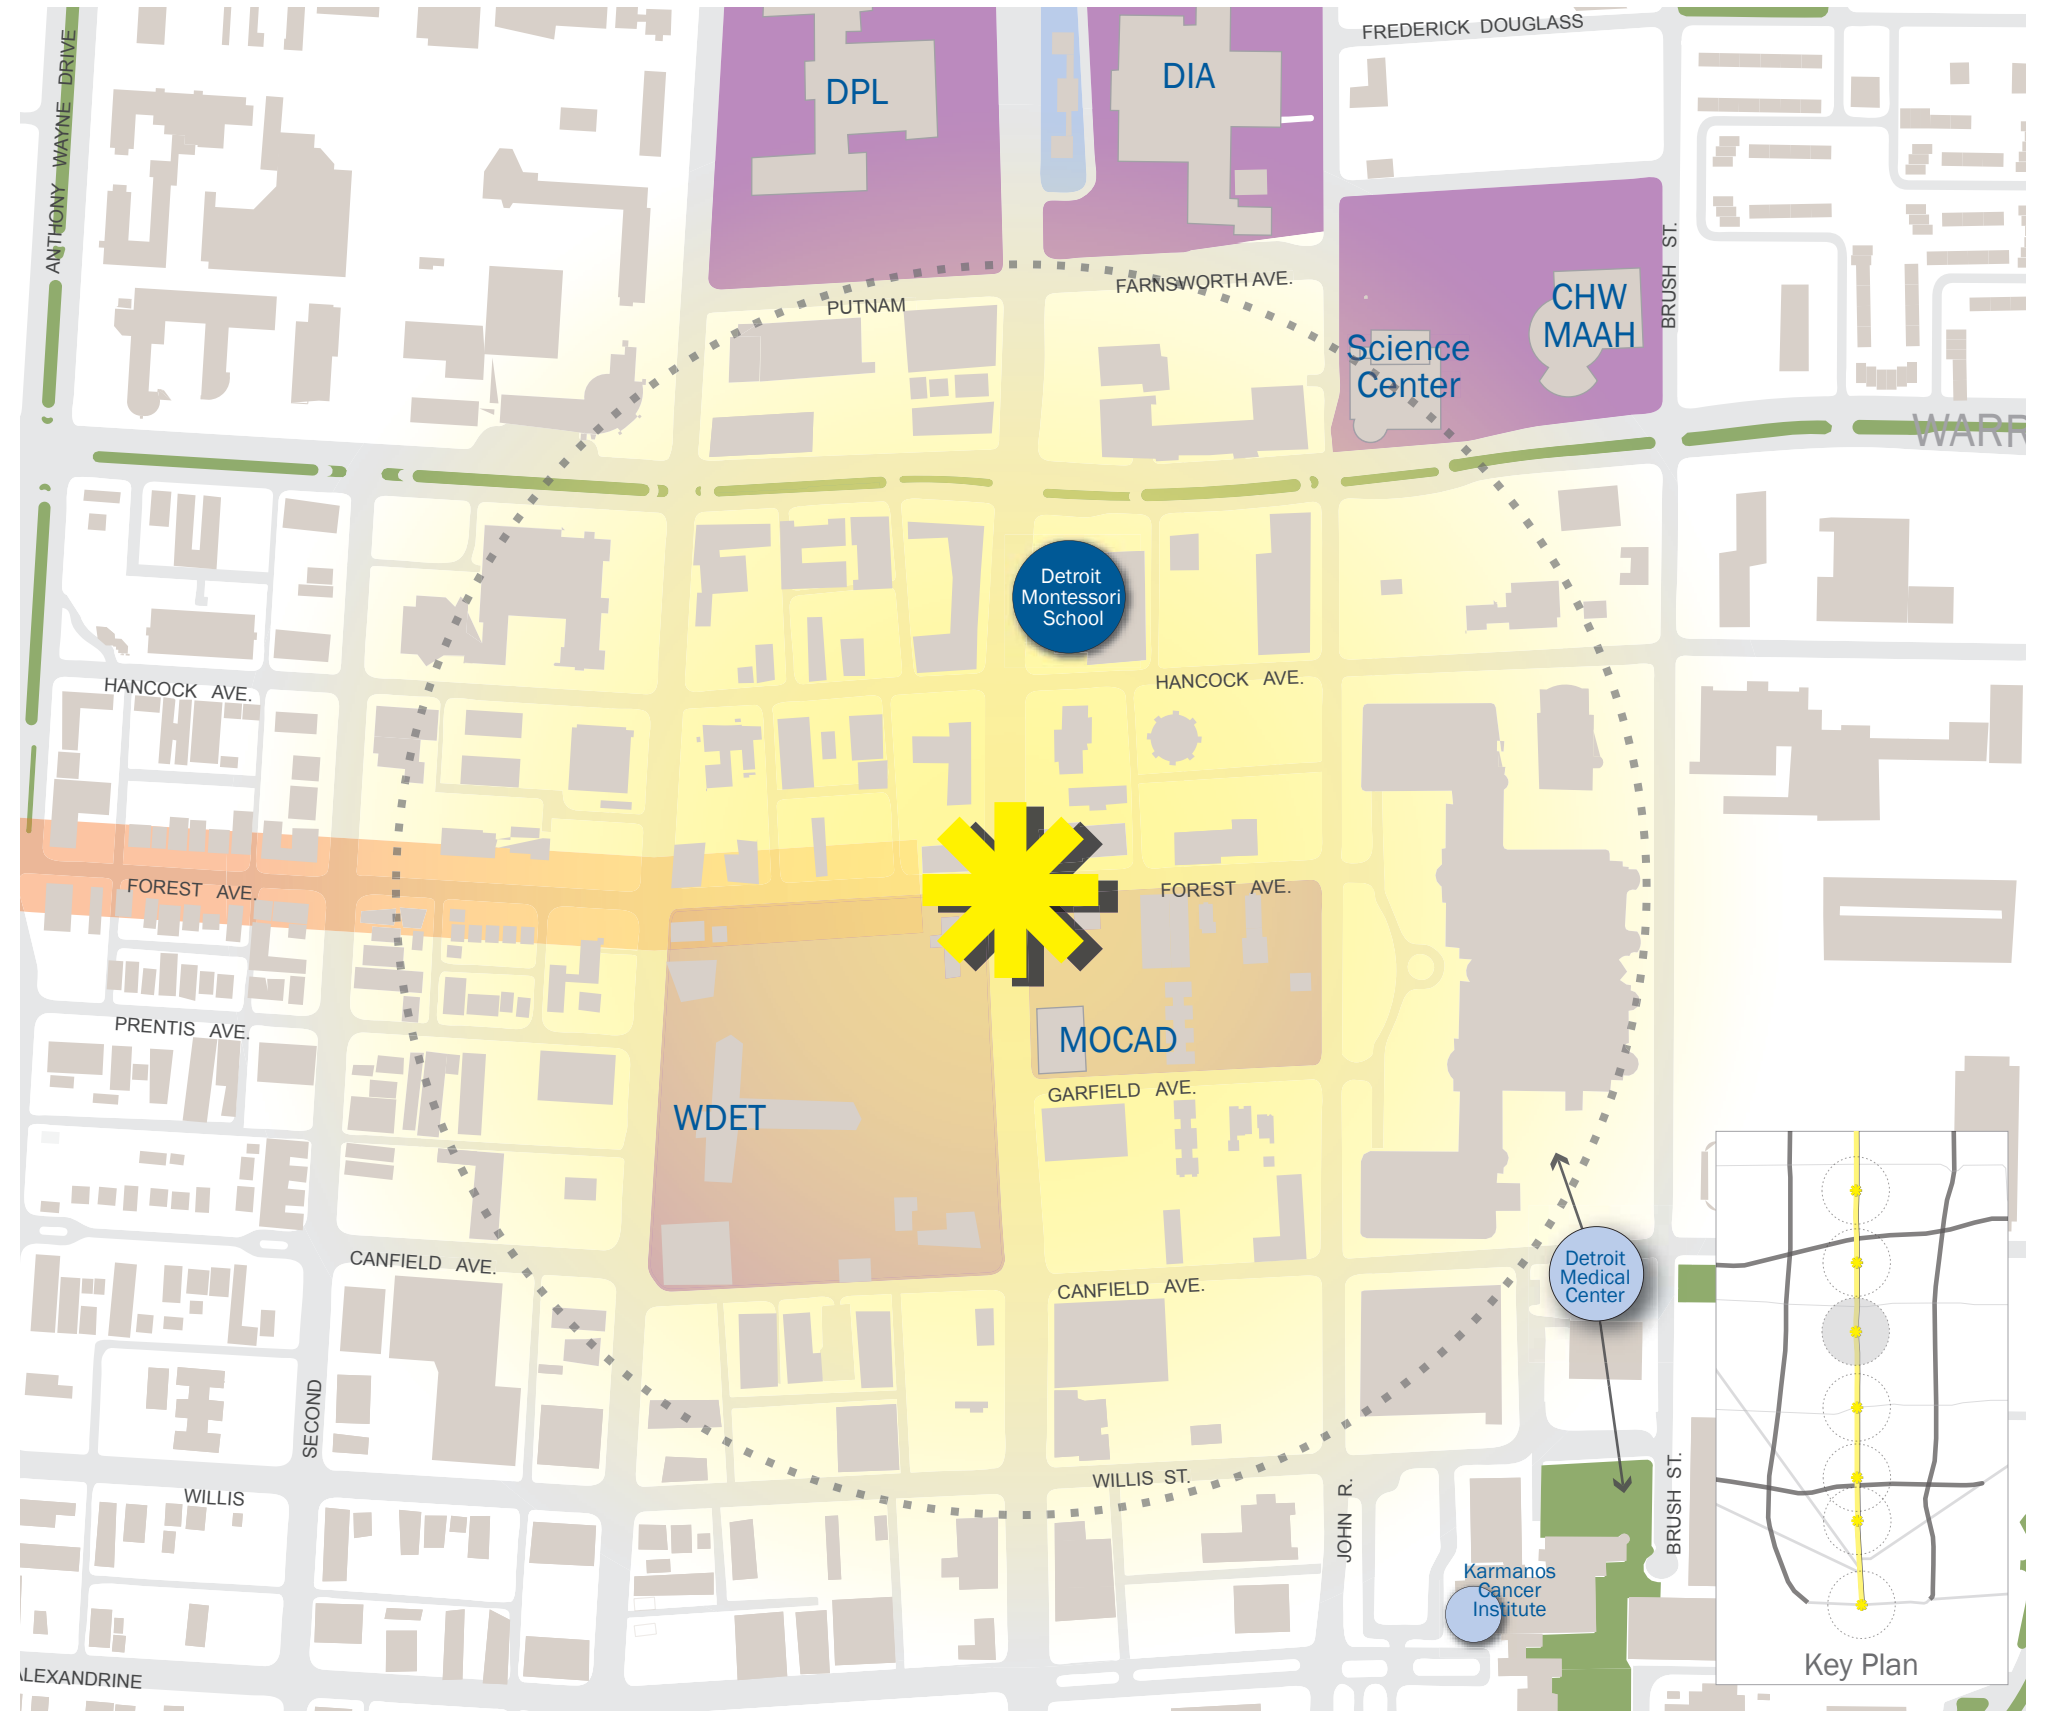 FREDERICK DOUGLASS
ANTHONY WAYNE DRIVE
DPL
DIA
BRUSH ST.
FARNSWORTH AVE.
PUTNAM
CHW
MAAH
Science
Center
WARR
Detroit
Montessori
School
HANCOCK AVE.
HANCOCK AVE.
FOREST AVE.
FOREST AVE.
PRENTIS AVE.
MOCAD
GARFIELD AVE.
WDET
CANFIELD AVE.
CANFIELD AVE.
Detroit
Medical
Center
SECOND
WILLIS ST.
WILLIS
JOHN R.
BRUSH ST.
Karmanos
Cancer
Institute
Key Plan
LEXANDRINE